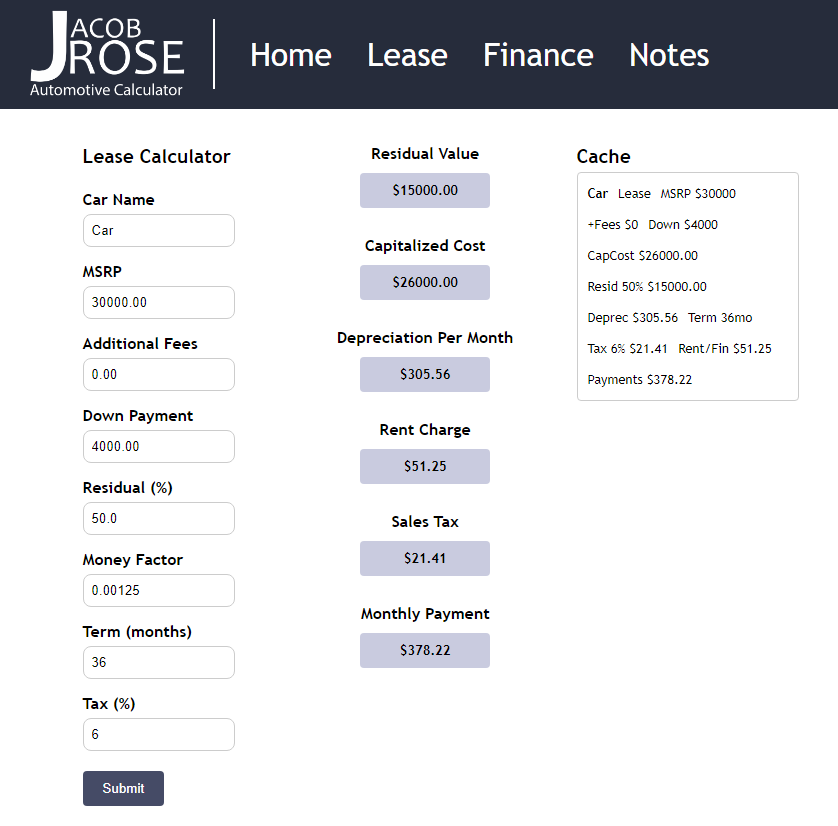 JACOB
ROSE
Automotive Calculator
Home Lease Finance Notes
Lease Calculator
Car Name
Car
MSRP
30000.00
Additional Fees
0.00
Down Payment
4000.00
Residual (%)
50.0
Money Factor
0.00125
Term (months)
36
Tax (%)
6
Submit
Residual Value
$15000.00
Capitalized Cost
$26000.00
Depreciation Per Month
$305.56
Rent Charge
$51.25
Sales Tax
$21.41
Monthly Payment
$378.22
Cache
Car Lease MSRP $30000
+Fees $0 Down $4000
CapCost $26000.00
Resid 50% $15000.00
Deprec $305.56 Term 36mo
Tax 6% $21.41 Rent/Fin $51.25
Payments $378.22